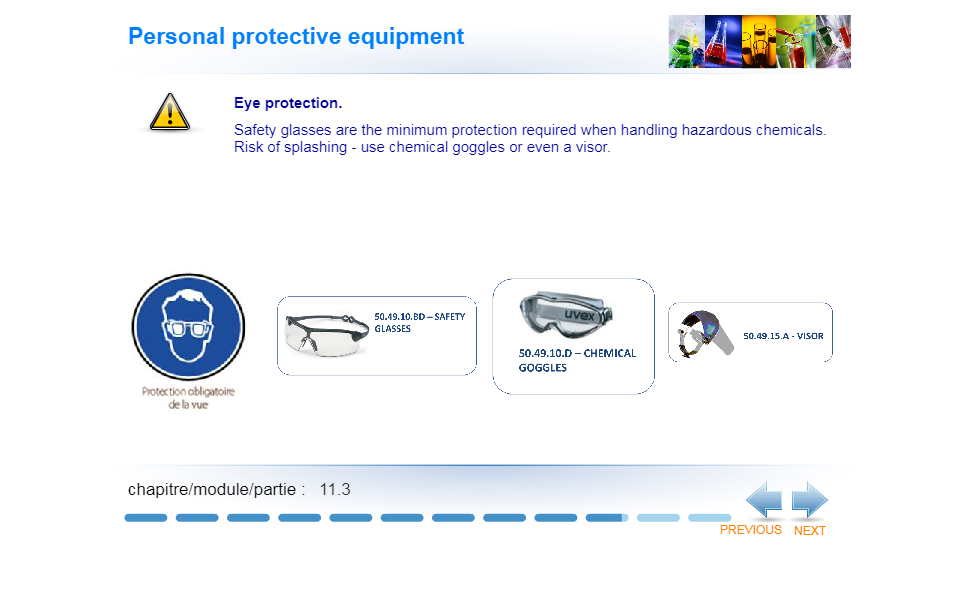 Personal protective equipment
Eye protection.
Safety glasses are the minimum protection required when handling hazardous chemicals.
Risk of splashing - use chemical goggles or even a visor.
Protection obligatoire
de la vue
50.49.10.BD – SAFETY
GLASSES
uvex
50.49.10.D – CHEMICAL
GOGGLES
50.49.15.A - VISOR
chapitre/module/partie : 11.3
PREVIOUS NEXT